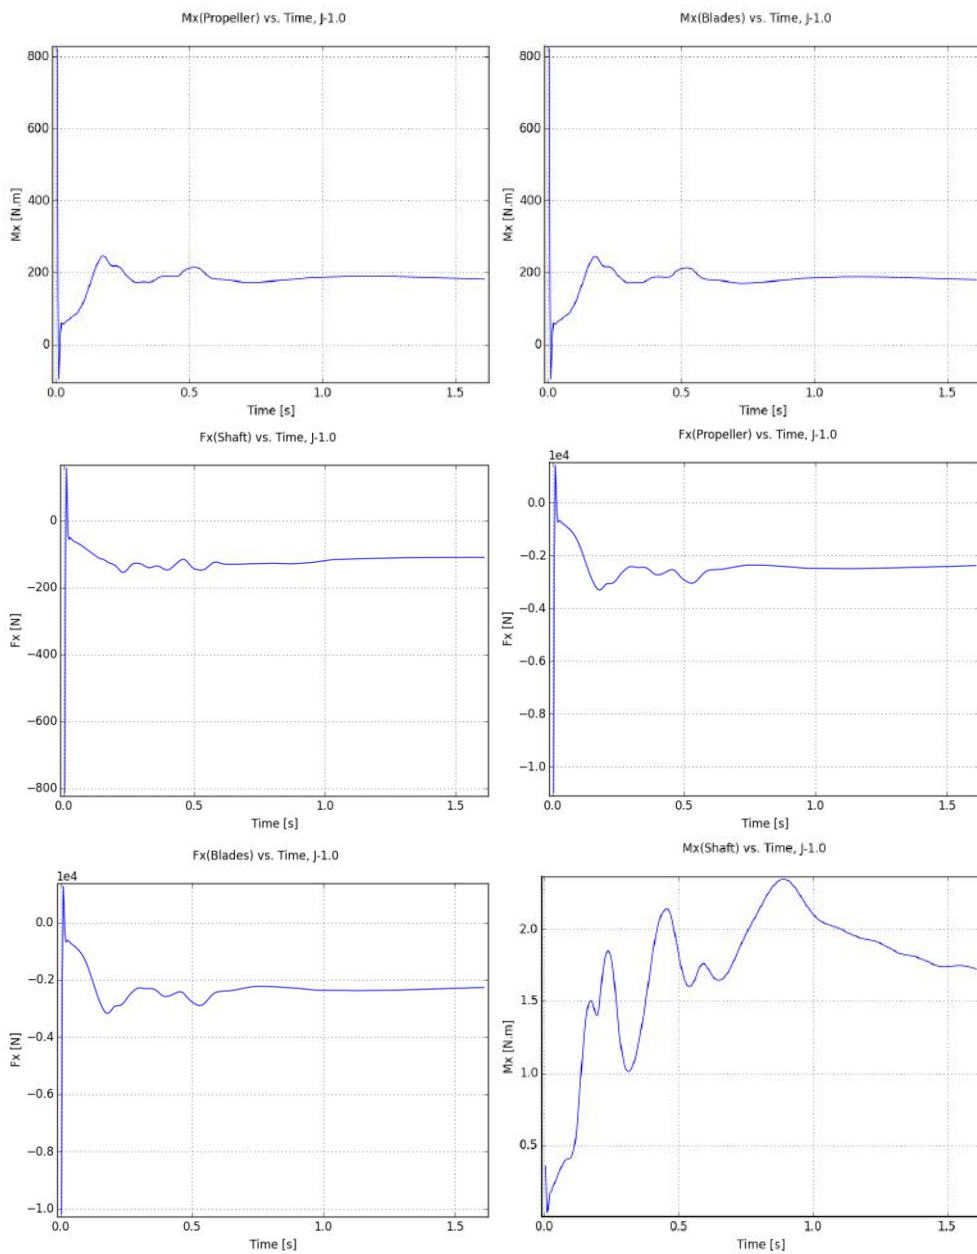 Mx(Propeller) vs. Time, J-1.0
Mx(Blades) vs. Time, J-1.0
800
600
400
200
0
Mx [N.m]
0.0 0.5 1.0 1.5
Time [s]
800
600
400
200
0
Mx [N.m]
0.0 0.5 1.0 1.5
Time [s]
Fx(Shaft) vs. Time, J-1.0
0
−200
−400
−600
−800
Fx [N]
0.0 0.5 1.0 1.5
Time [s]
Fx(Propeller) vs. Time, J-1.0
1e4
0.0
−0.2
−0.4
−0.6
−0.8
−1.0
Fx [N]
0.0 0.5 1.0 1.5
Time [s]
Fx(Blades) vs. Time, J-1.0
1e4
0.0
−0.2
−0.4
−0.6
−0.8
−1.0
Fx [N]
0.0 0.5 1.0 1.5
Time [s]
Mx(Shaft) vs. Time, J-1.0
2.0
1.5
1.0
0.5
Mx [N.m]
0.0 0.5 1.0 1.5
Time [s]